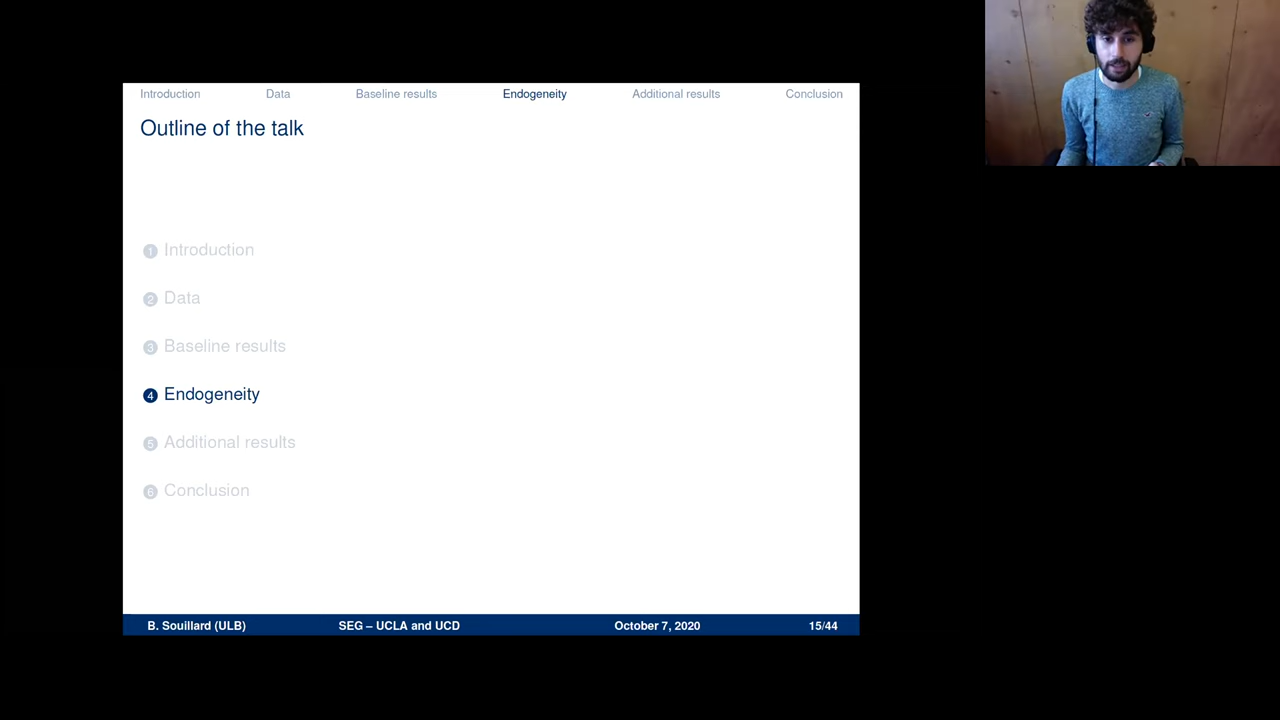 Introduction Data Baseline results Endogeneity Additional results Conclusion
Outline of the talk
1 Introduction
2 Data
3 Baseline results
4 Endogeneity
5 Additional results
6 Conclusion
B. Souillard (ULB) SEG – UCLA and UCD October 7, 2020 15/44